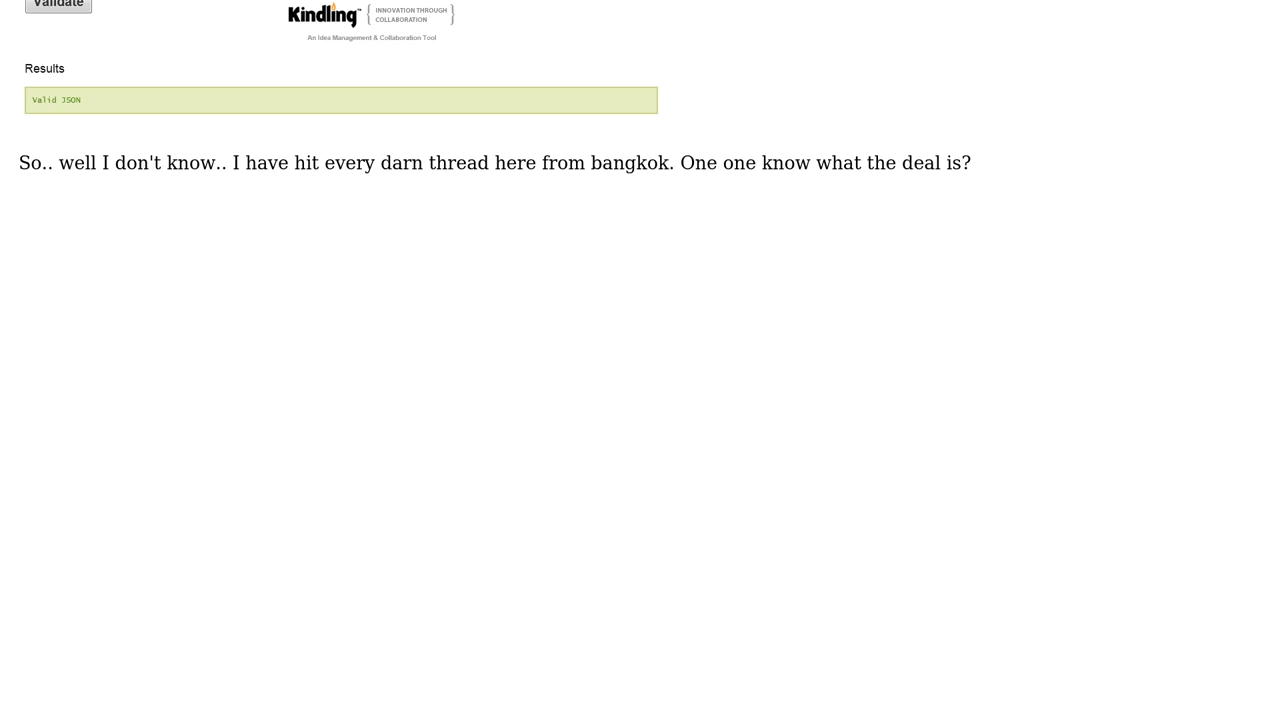 Validate
Kindling™ { INNOVATION THROUGH
COLLABORATION }
An Idea Management & Collaboration Tool
Results
Valid JSON
So.. well I don't know.. I have hit every darn thread here from bangkok. One one know what the deal is?